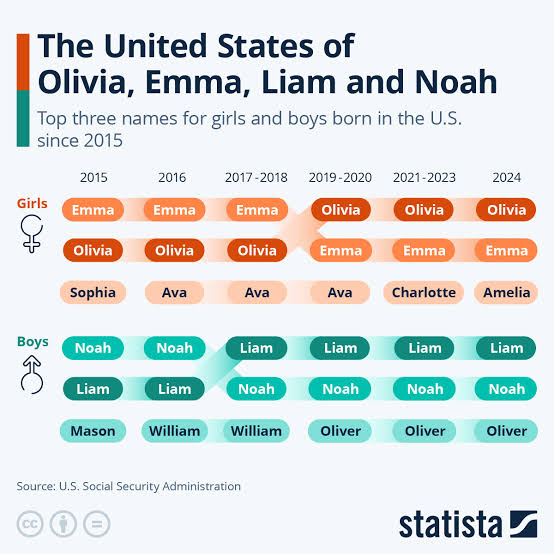 The United States of
Olivia, Emma, Liam and Noah
Top three names for girls and boys born in the U.S.
since 2015
2015 2016 2017-2018 2019-2020 2021-2023 2024
Girls
Emma Emma Emma Olivia Olivia Olivia
Olivia Olivia Olivia Emma Emma Emma
Sophia Ava Ava Ava Charlotte Amelia
Boys
Noah Noah Liam Liam Liam Liam
Liam Liam Noah Noah Noah Noah
Mason William William Oliver Oliver Oliver
Source: U.S. Social Security Administration
cc
statista